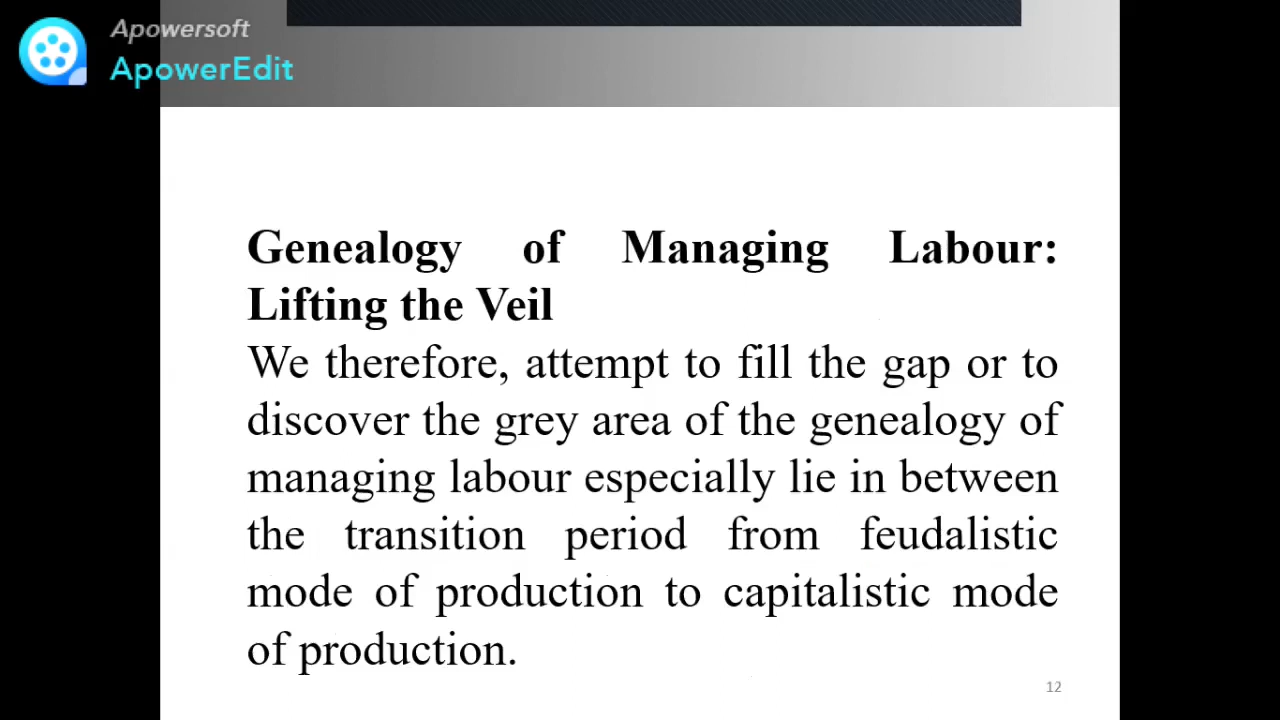 Apowersoft
ApowerEdit
Genealogy of Managing Labour:
Lifting the Veil
We therefore, attempt to fill the gap or to
discover the grey area of the genealogy of
managing labour especially lie in between
the transition period from feudalistic
mode of production to capitalistic mode
of production.
12